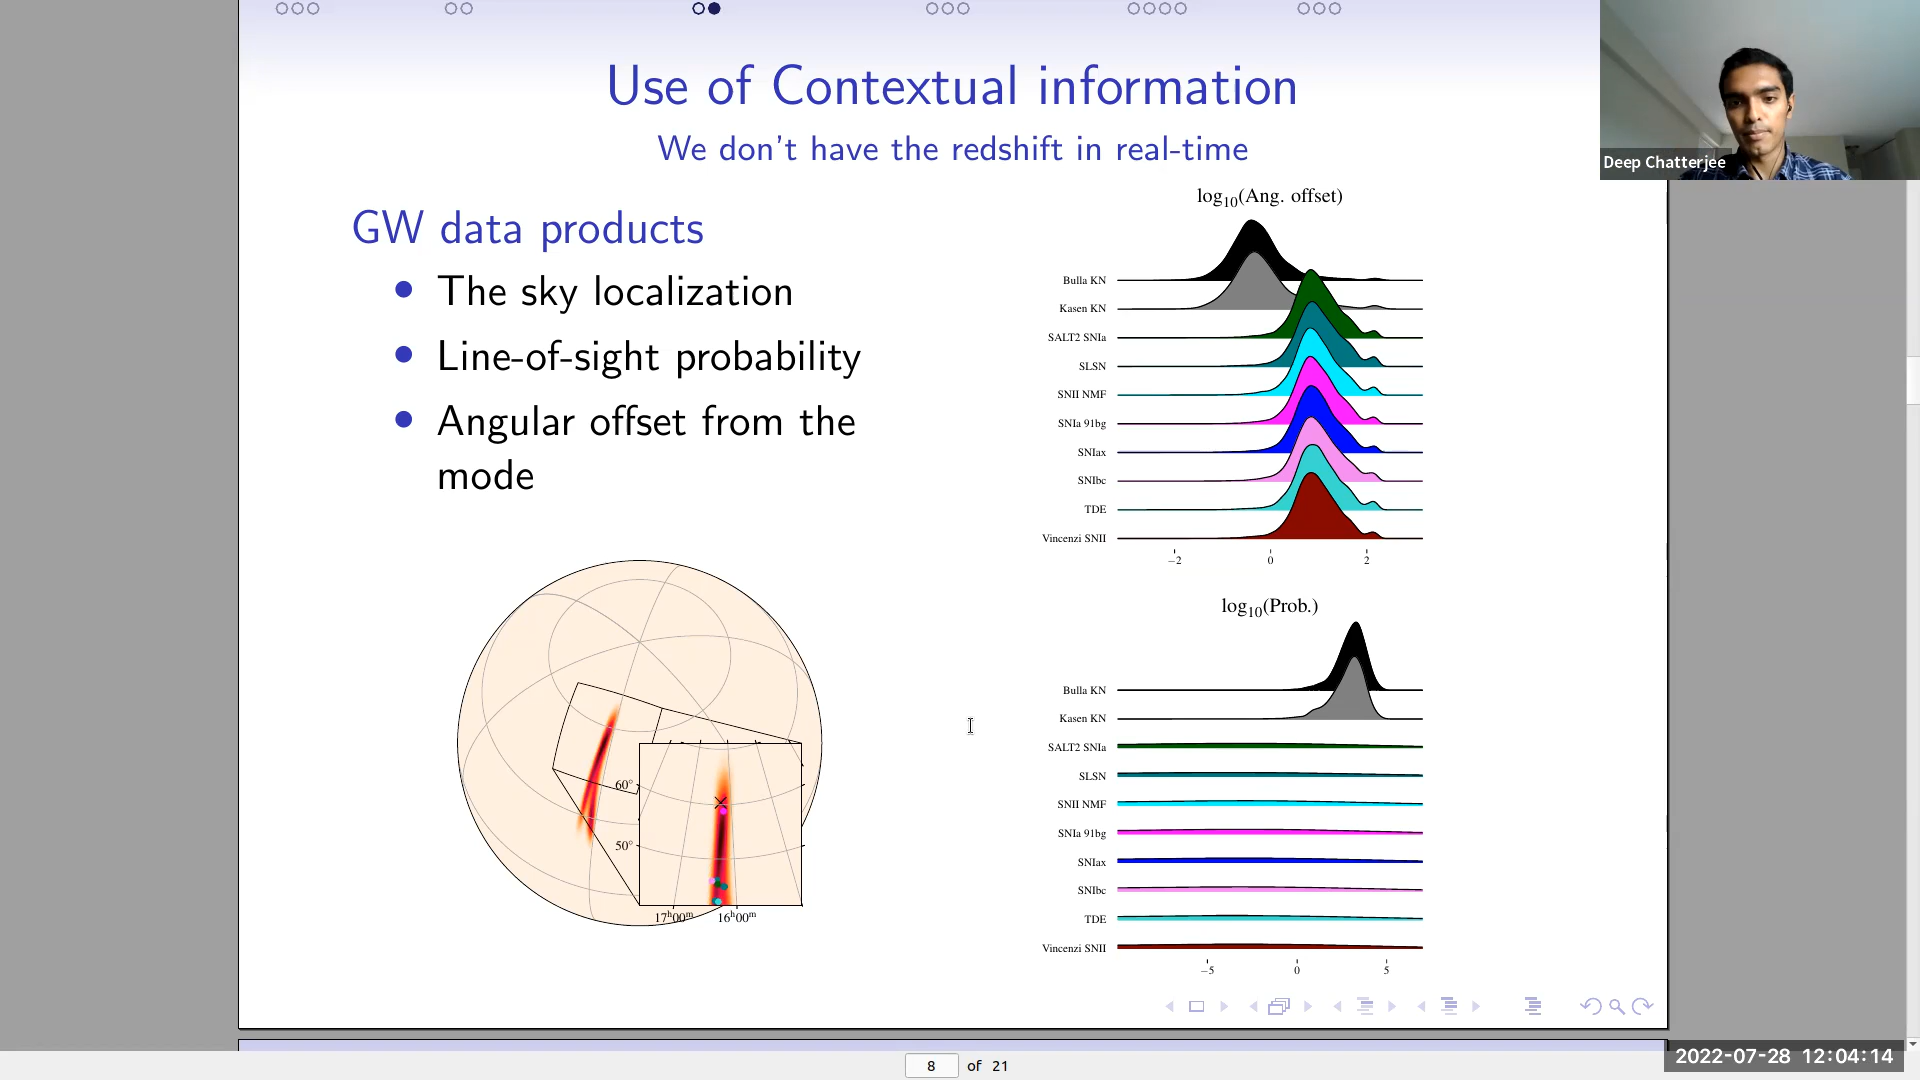 Use of Contextual information
We don't have the redshift in real-time
Deep Chatterjee
GW data products
• The sky localization
• Line-of-sight probability
• Angular offset from the
mode
60°
50°
17h00m 16h00m
log10(Ang. offset)
Bulla KN
Kasen KN
SALT2 SNIa
SLSN
SNII NMF
SNIa 91bg
SNIax
SNIbc
TDE
Vincenzi SNII
−2 0 2
log10(Prob.)
Bulla KN
Kasen KN
SALT2 SNIa
SLSN
SNII NMF
SNIa 91bg
SNIax
SNIbc
TDE
Vincenzi SNII
−5 0 5
8 of 21
2022-07-28 12:04:14